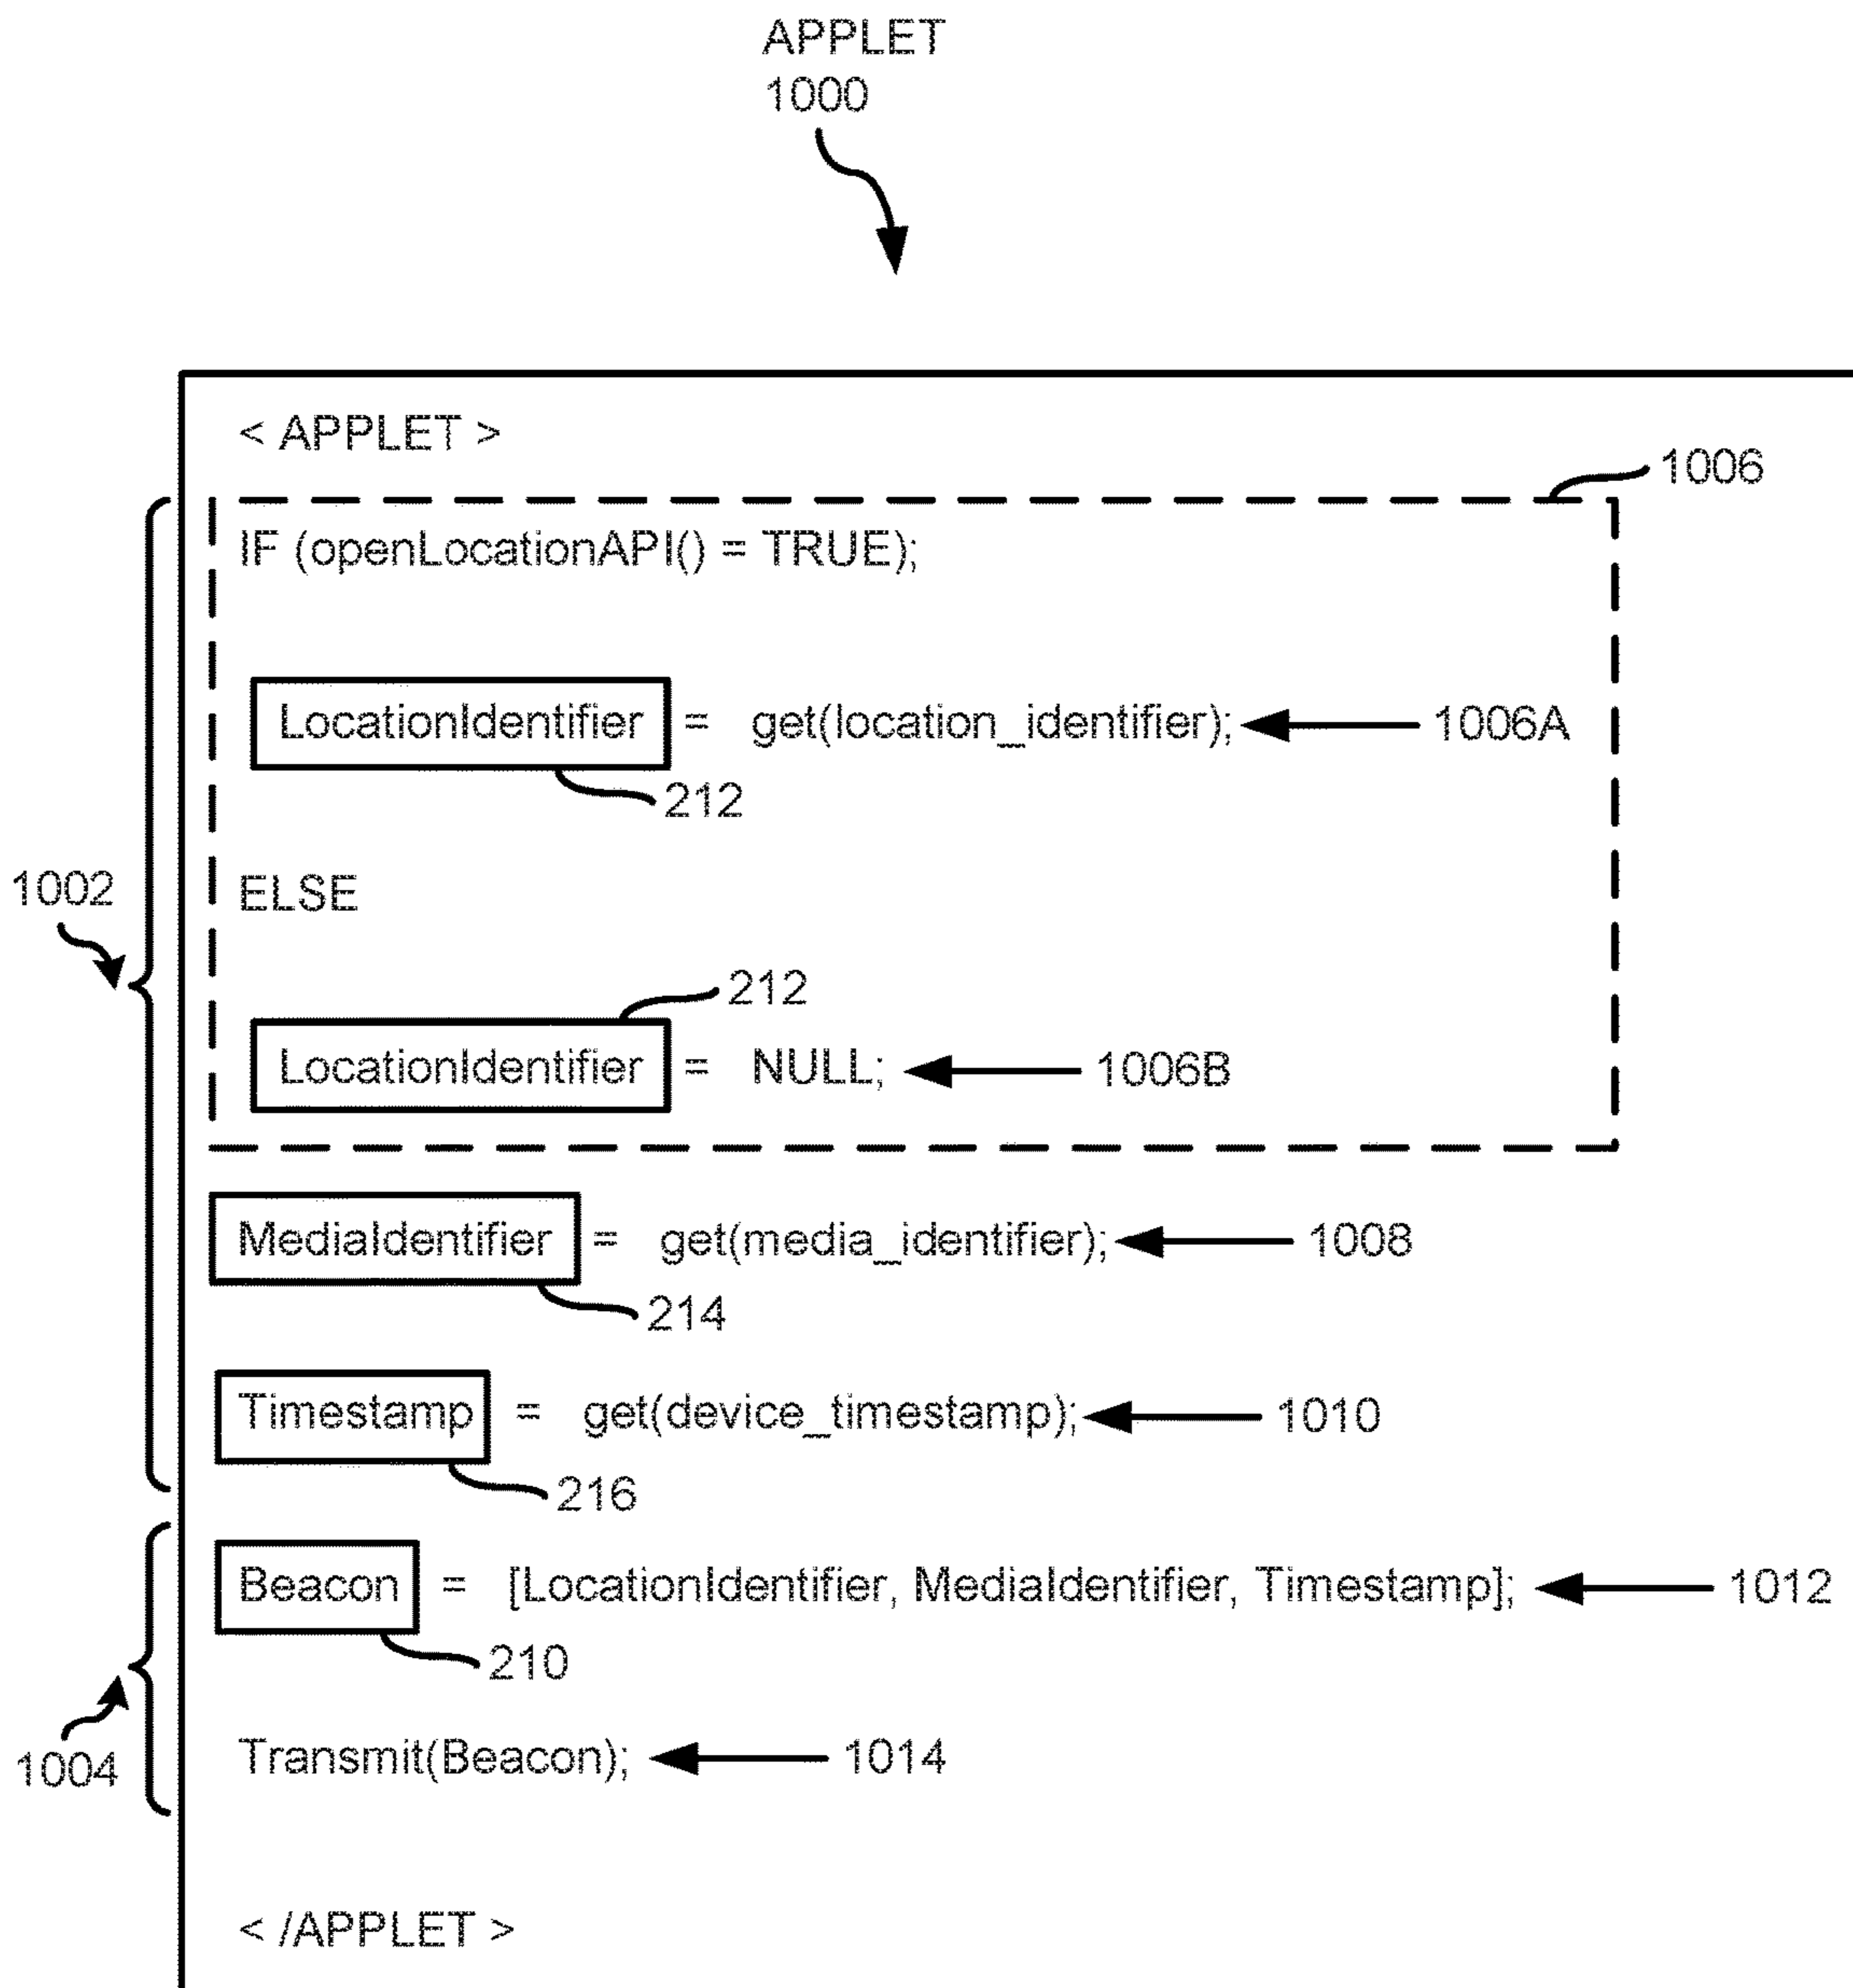 APPLET
1000
< APPLET >
1006
IF (openLocationAPI() = TRUE);
LocationIdentifier = get(location_identifier); 1006A
212
1002
ELSE
212
LocationIdentifier = NULL; 1006B
MediaIdentifier = get(media_identifier); 1008
214
Timestamp = get(device_timestamp); 1010
216
Beacon = [LocationIdentifier, MediaIdentifier, Timestamp]; 1012
210
1004
Transmit(Beacon); 1014
< /APPLET >